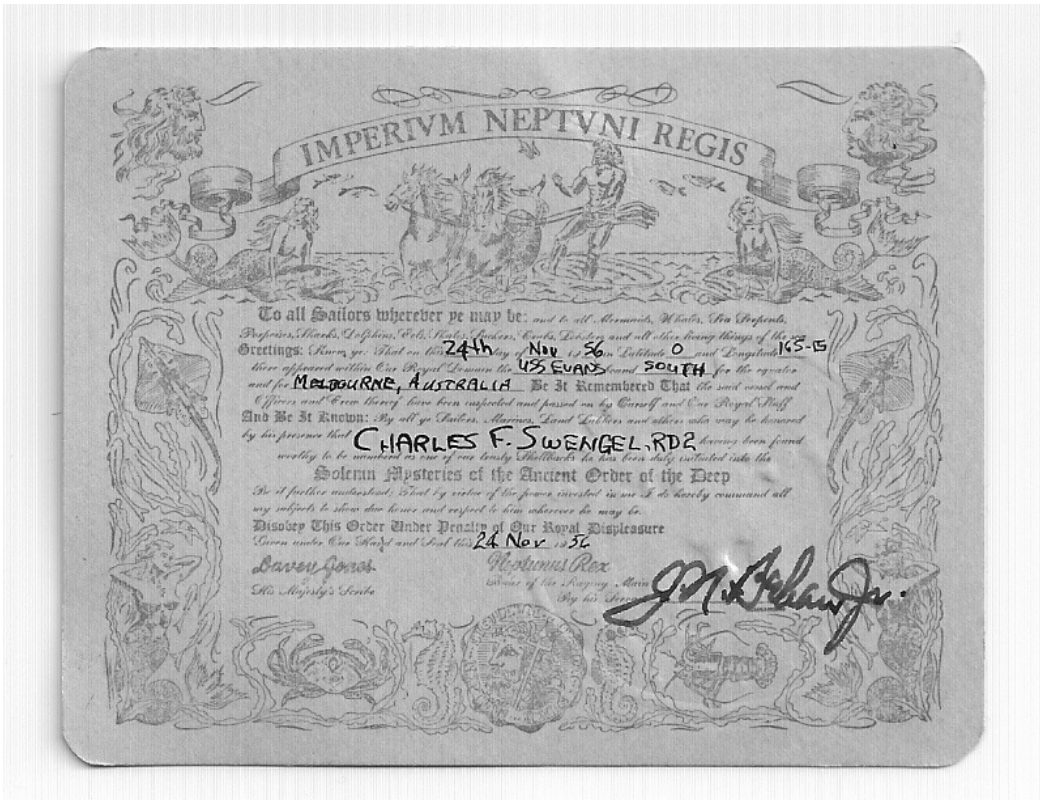 IMPERIVM NEPTVNI REGIS
To all Sailors wherever ye may be: and to all Mermaids, Whales, Sea Serpents,
Porpoises, Sharks, Dolphins, Eels, Skates, Suckers, Crabs, Lobsters and all other living things of the sea
Greetings: Know ye: That on this 24th day of Nov 1956 in Latitude 0 and Longitude 165-15
there appeared within Our Royal Domain the USS EVANS bound SOUTH for the equator
and for MELBOURNE, AUSTRALIA Be It Remembered That the said vessel and
Officers and Crew thereof have been inspected and passed on by Ourself and Our Royal Staff
And Be It Known: By all ye Sailors, Marines, Land Lubbers and others who may be honored
by his presence that CHARLES F. SWENGEL, RD2 having been found
worthy to be numbered as one of our trusty Shellbacks he has been duly initiated into the
Solemn Mysteries of the Ancient Order of the Deep
Be it further understood: That by virtue of the power invested in me I do hereby command all
my subjects to show due honor and respect to him wherever he may be.
Disobey This Order Under Penalty of Our Royal Displeasure
Given under Our Hand and Seal this 24 Nov 1956
Davey Jones Neptunus Rex
His Majesty's Scribe Ruler of the Raging Main
By his